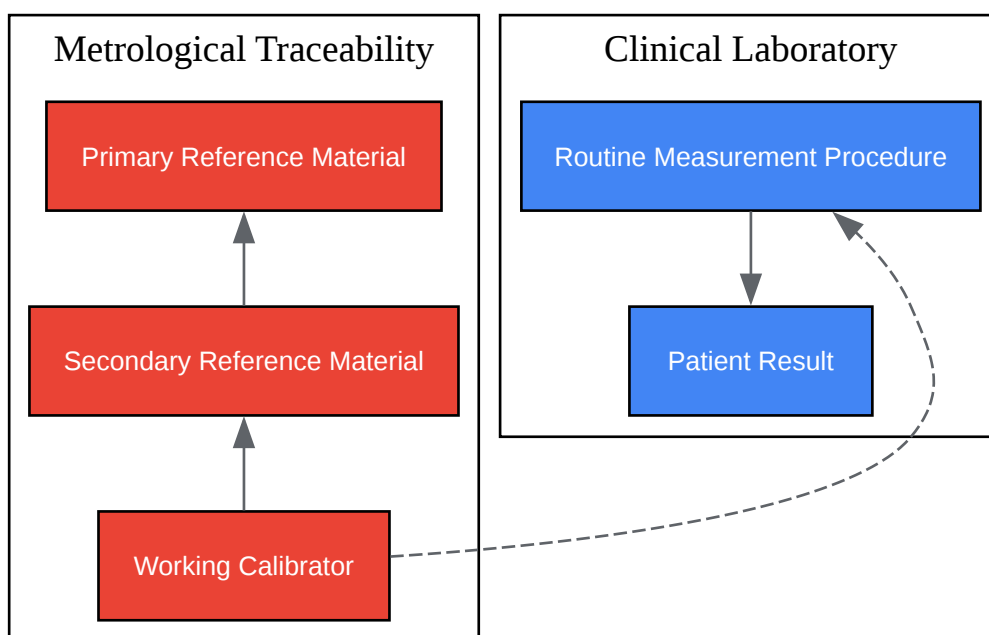 Metrological Traceability
Primary Reference Material
Secondary Reference Material
Working Calibrator
Clinical Laboratory
Routine Measurement Procedure
Patient Result